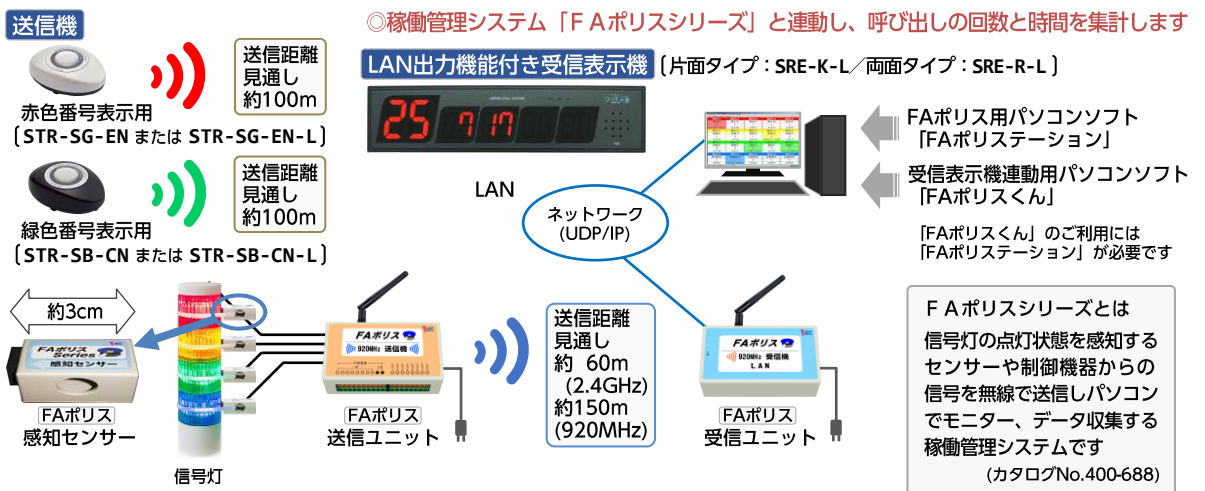 送信機
◎稼働管理システム「ＦＡポリスシリーズ」と連動し、呼び出しの回数と時間を集計します
送信距離
見通し
約100m
赤色番号表示用
〔STR-SG-EN または STR-SG-EN-L〕
送信距離
見通し
約100m
緑色番号表示用
〔STR-SB-CN または STR-SB-CN-L〕
LAN出力機能付き受信表示機〔片面タイプ：SRE-K-L／両面タイプ：SRE-R-L〕
25 7 17
LAN
ネットワーク
(UDP/IP)
FAポリス用パソコンソフト
「FAポリステーション」
受信表示機連動用パソコンソフト
「FAポリスくん」
「FAポリスくん」のご利用には
「FAポリステーション」が必要です
約3cm
FAポリス
Series
感知センサー
FAポリス
感知センサー
信号灯
FAポリス
920MHz 送信機
FAポリス
送信ユニット
送信距離
見通し
約 60m
(2.4GHz)
約150m
(920MHz)
FAポリス
920MHz 受信機
LAN
FAポリス
受信ユニット
ＦＡポリスシリーズとは
信号灯の点灯状態を感知する
センサーや制御機器からの
信号を無線で送信しパソコン
でモニター、データ収集する
稼働管理システムです
(カタログNo.400-688)